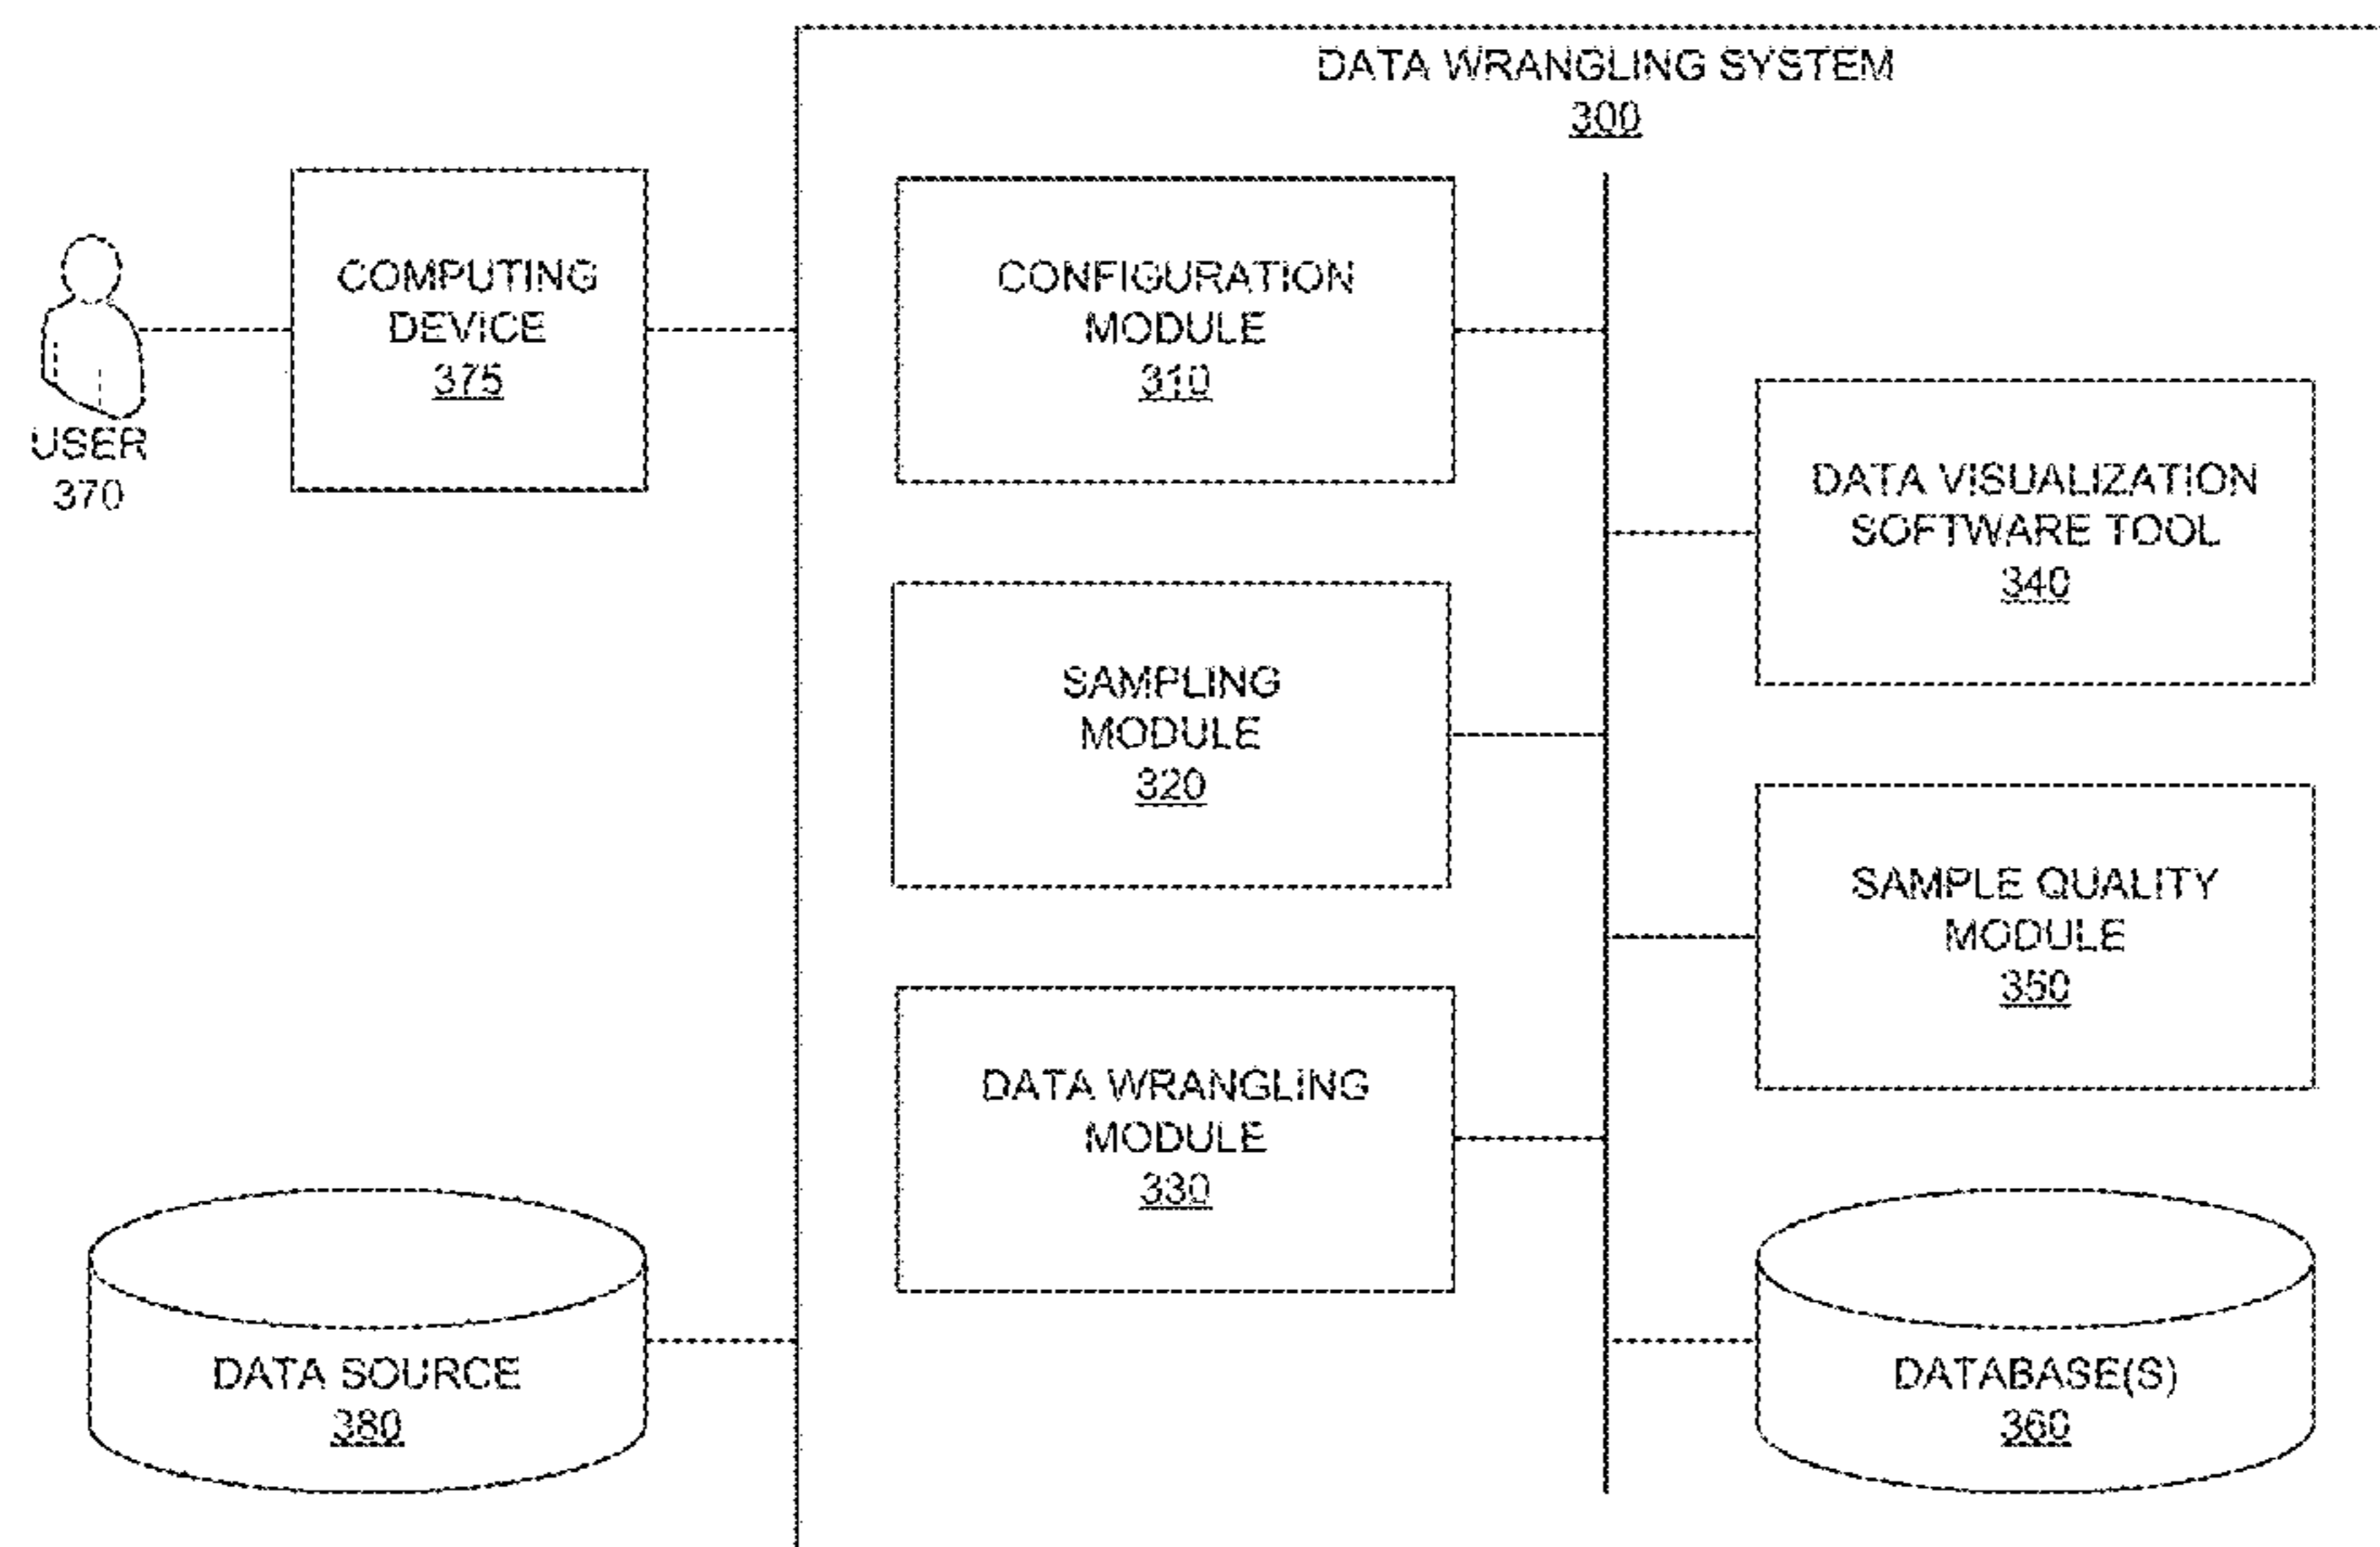 DATA WRANGLING SYSTEM
300
COMPUTING
DEVICE
375
USER
370
CONFIGURATION
MODULE
310
DATA VISUALIZATION
SOFTWARE TOOL
340
SAMPLING
MODULE
320
SAMPLE QUALITY
MODULE
350
DATA WRANGLING
MODULE
330
DATA SOURCE
380
DATABASE(S)
360